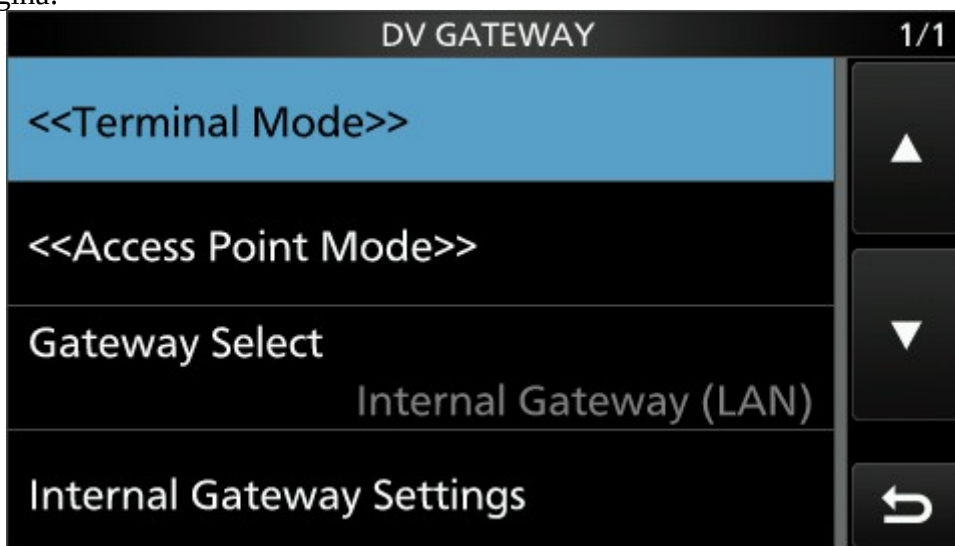 DV GATEWAY 1/1
<<Terminal Mode>>
<<Access Point Mode>>
Gateway Select
Internal Gateway (LAN)
Internal Gateway Settings